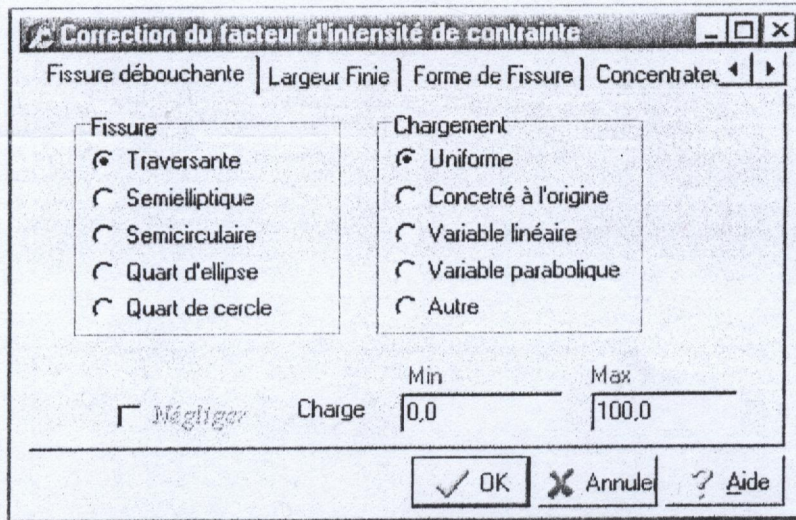 Correction du facteur d'intensité de contrainte
Fissure débouchante Largeur Finie Forme de Fissure Concentrateu
Fissure
Traversante
Semielliptique
Semicirculaire
Quart d'ellipse
Quart de cercle
Chargement
Uniforme
Concetré à l'origine
Variable linéaire
Variable parabolique
Autre
Min Max
Négliger Charge 0,0 100,0
OK Annuler ? Aide